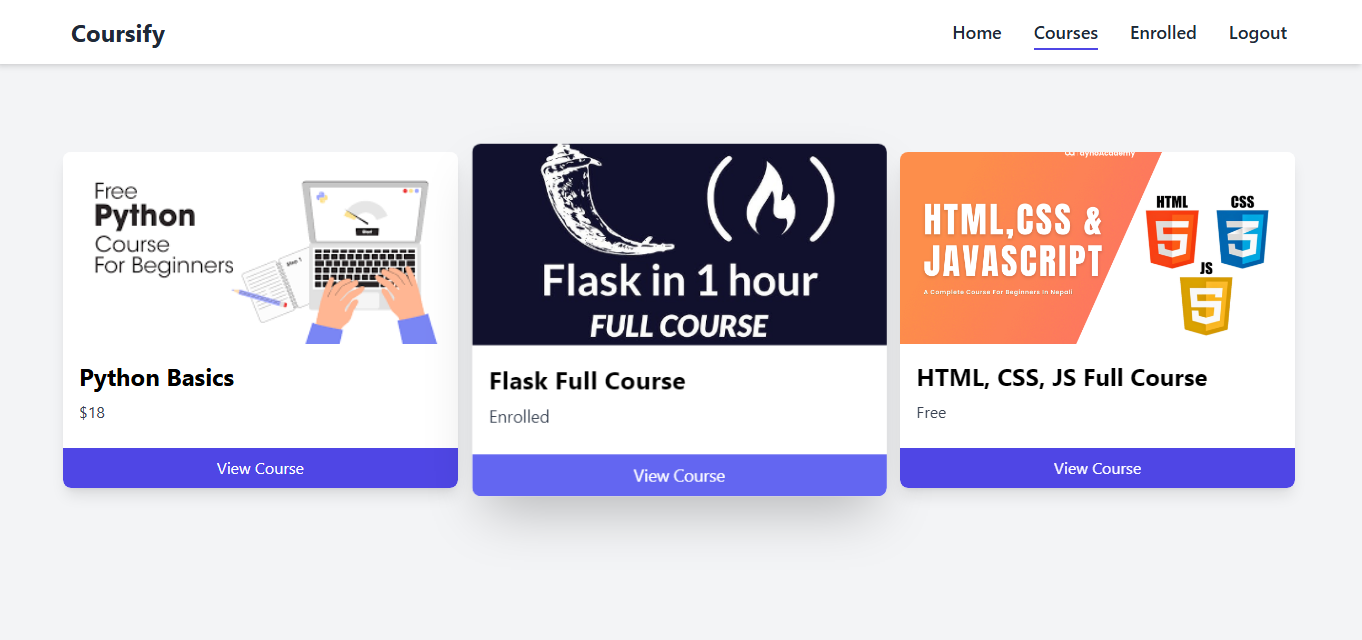 Coursify
Home Courses Enrolled Logout
Free
Python
Course
For Beginners
Step 1
Start
Python Basics
$18
View Course
Flask in 1 hour
FULL COURSE
Flask Full Course
Enrolled
View Course
HTML,CSS &
JAVASCRIPT
A Complete Course For Beginners In Nepali
HTML
CSS
JS
HTML, CSS, JS Full Course
Free
View Course